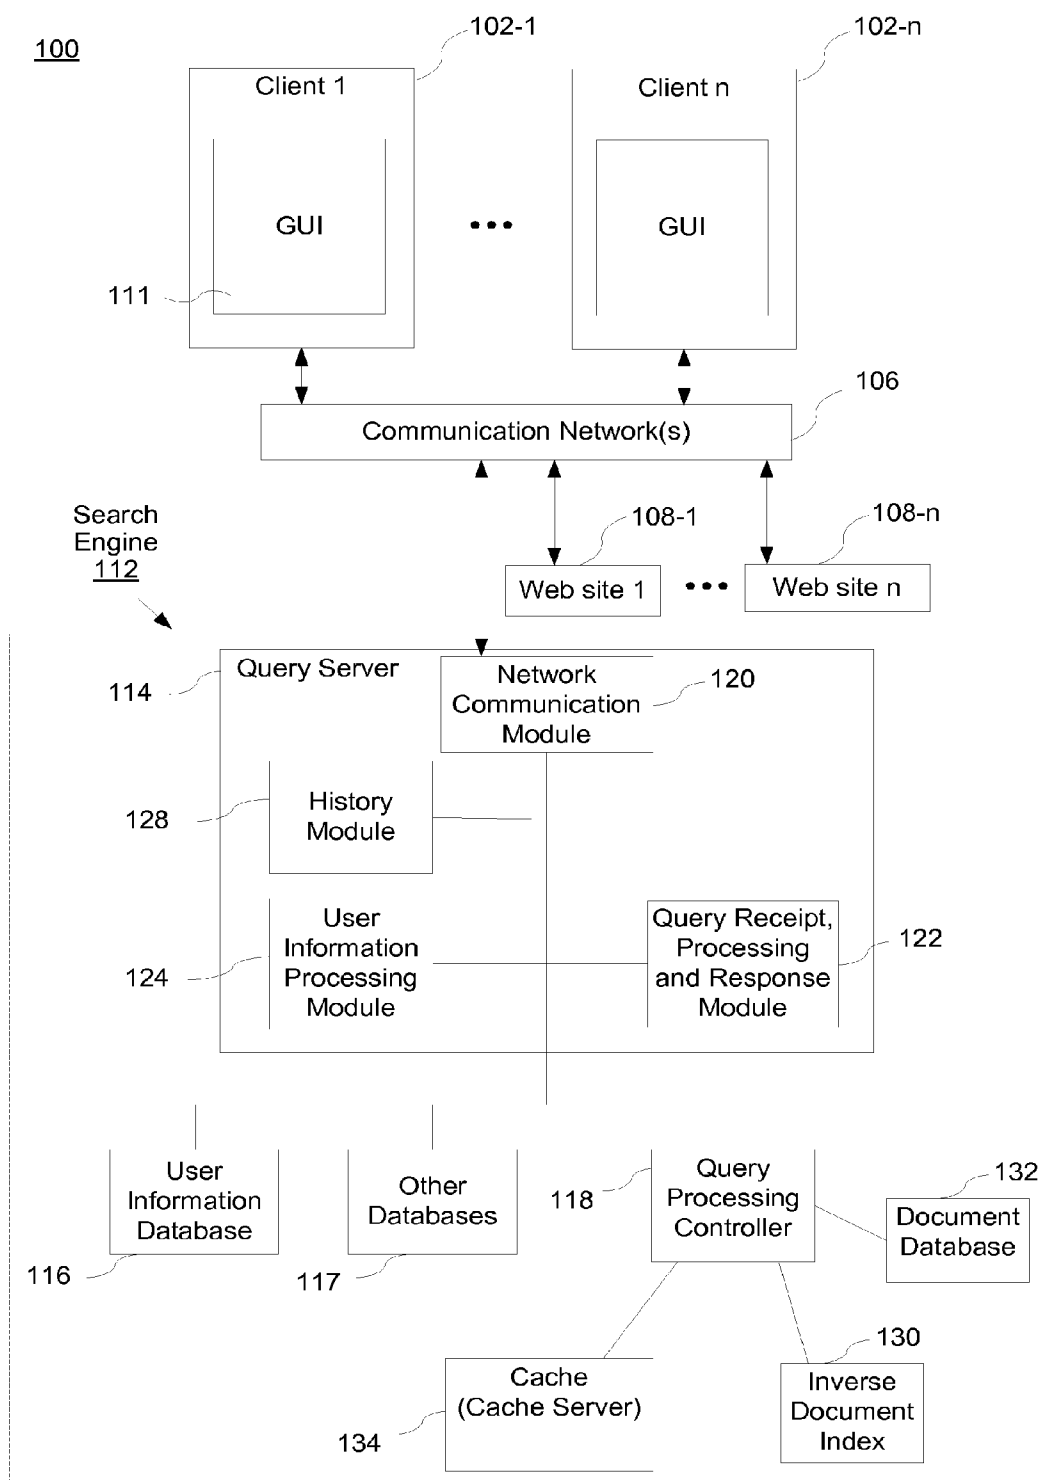 100
102-1
102-n
Client 1
Client n
GUI
GUI
111
106
Communication Network(s)
Search
Engine
112
108-1
108-n
Web site 1
Web site n
114
Query Server
Network
Communication
Module
120
128
History
Module
124
User
Information
Processing
Module
Query Receipt,
Processing
and Response
Module
122
User
Information
Database
116
Other
Databases
117
118
Query
Processing
Controller
132
Document
Database
Cache
(Cache Server)
134
130
Inverse
Document
Index